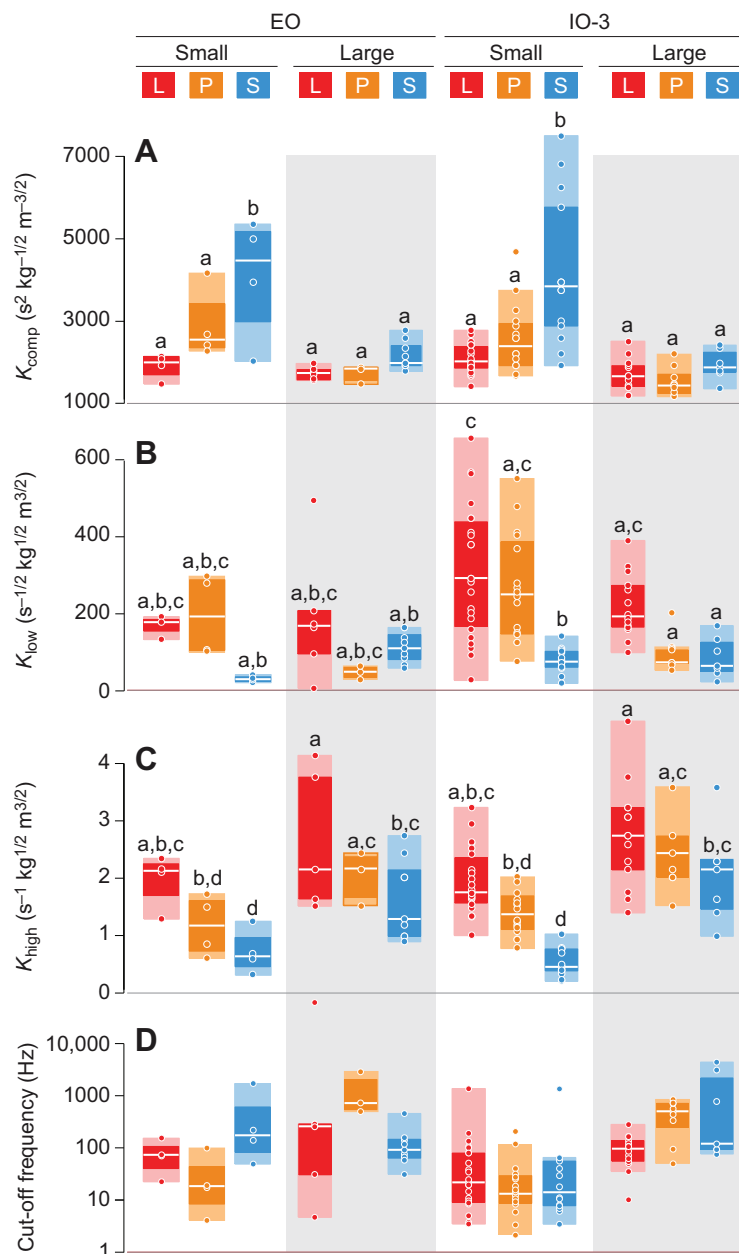 EO IO-3
Small Large Small Large
L P S L P S L P S L P S
A
7000
5000
3000
1000
Kcomp (s² kg⁻¹/² m⁻³/²)
a a b a a a a a b a a a
B
600
400
200
0
Klow (s⁻¹/² kg¹/² m³/²)
a,b,c a,b,c a,b a,b,c a,b,c a,b c a,c b a,c a a
C
4
3
2
1
0
Khigh (s⁻¹ kg¹/² m³/²)
a,b,c b,d d a a,c b,c a,b,c b,d d a a,c b,c
D
10,000
1000
100
10
1
Cut-off frequency (Hz)